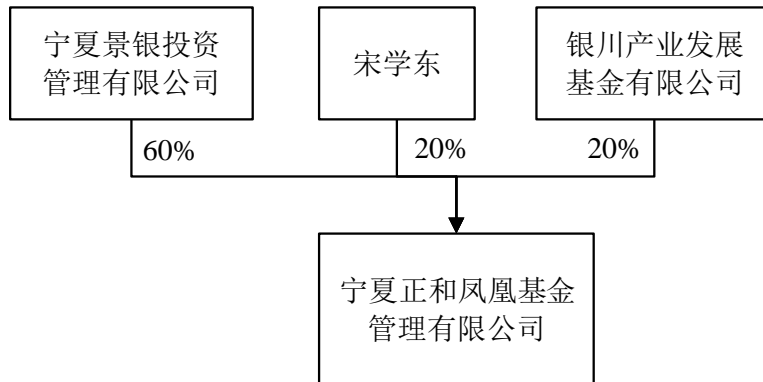 宁夏景银投资
管理有限公司
宋学东
银川产业发展
基金有限公司
60%
20%
20%
宁夏正和凤凰基金
管理有限公司